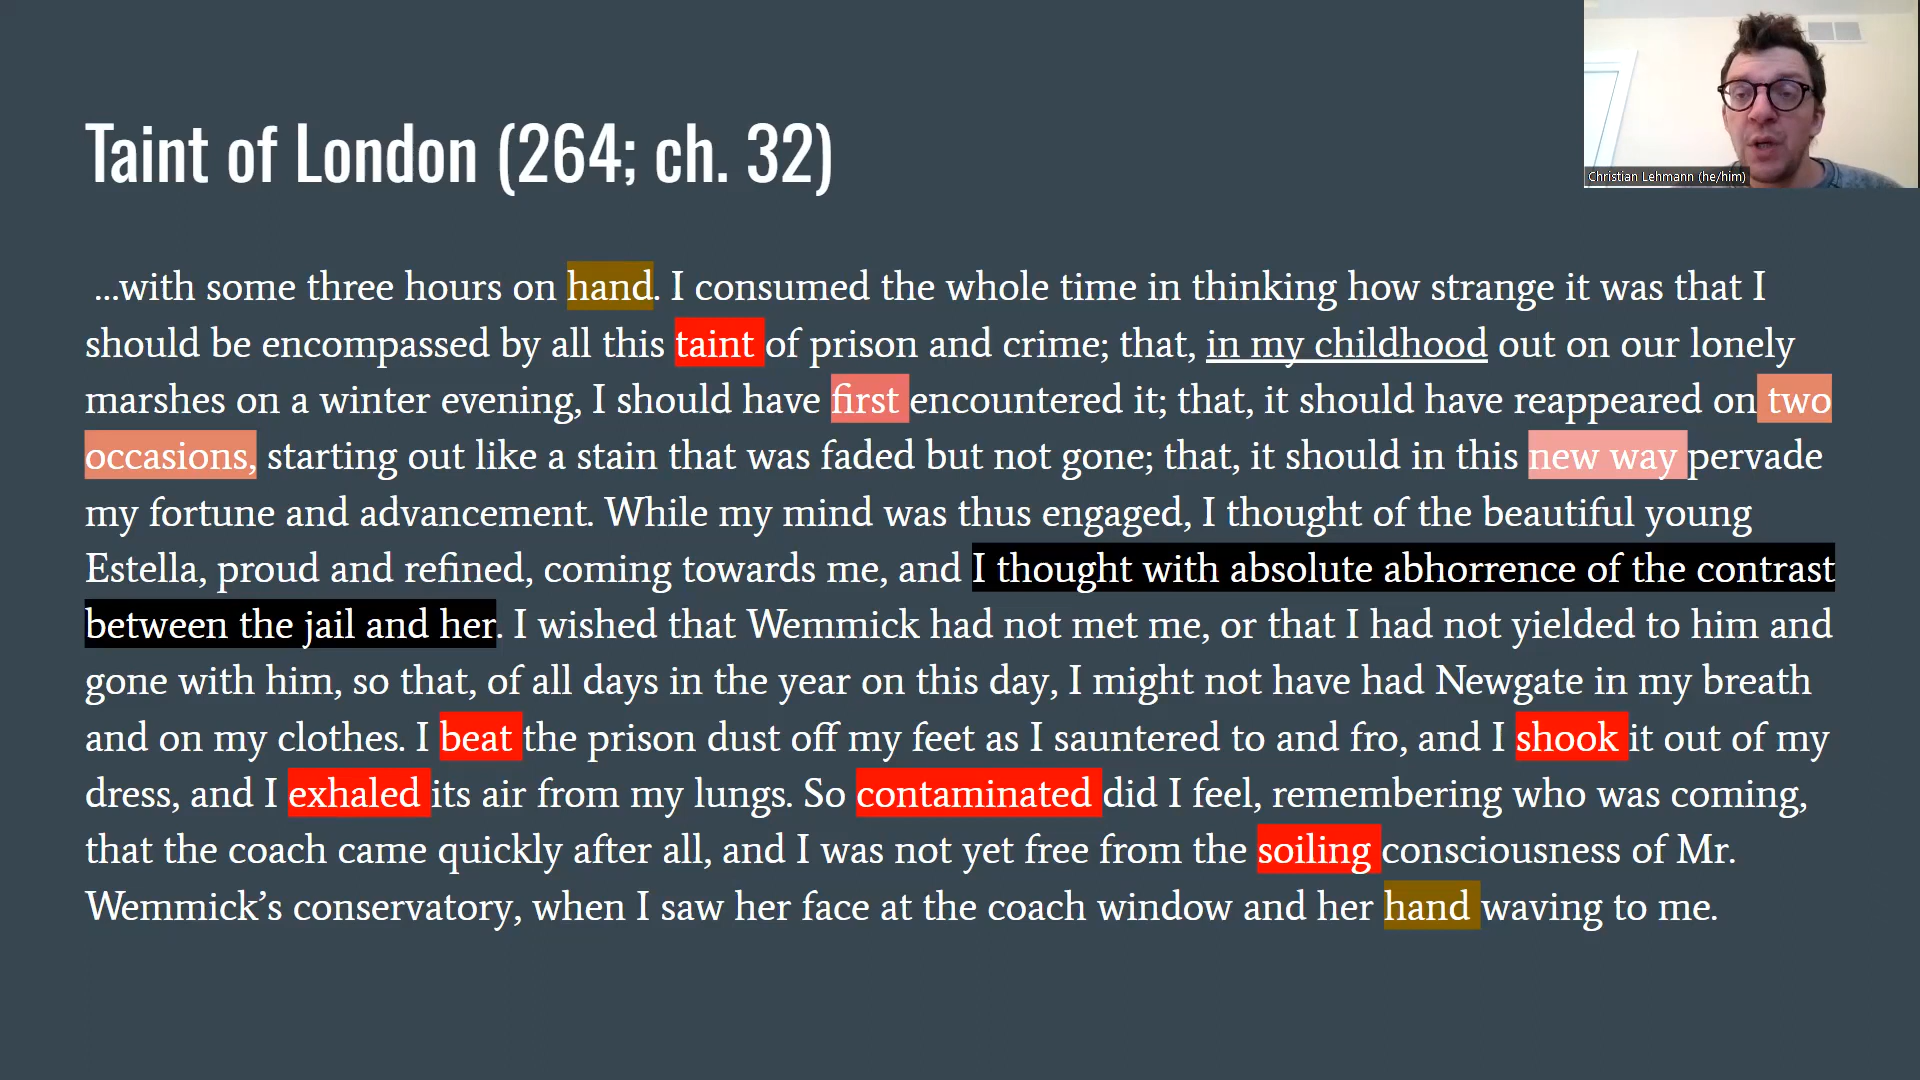 Taint of London (264; ch. 32)
Christian Lehmann (he/him)
...with some three hours on hand. I consumed the whole time in thinking how strange it was that I
should be encompassed by all this taint of prison and crime; that, in my childhood out on our lonely
marshes on a winter evening, I should have first encountered it; that, it should have reappeared on two
occasions, starting out like a stain that was faded but not gone; that, it should in this new way pervade
my fortune and advancement. While my mind was thus engaged, I thought of the beautiful young
Estella, proud and refined, coming towards me, and I thought with absolute abhorrence of the contrast
between the jail and her. I wished that Wemmick had not met me, or that I had not yielded to him and
gone with him, so that, of all days in the year on this day, I might not have had Newgate in my breath
and on my clothes. I beat the prison dust off my feet as I sauntered to and fro, and I shook it out of my
dress, and I exhaled its air from my lungs. So contaminated did I feel, remembering who was coming,
that the coach came quickly after all, and I was not yet free from the soiling consciousness of Mr.
Wemmick’s conservatory, when I saw her face at the coach window and her hand waving to me.